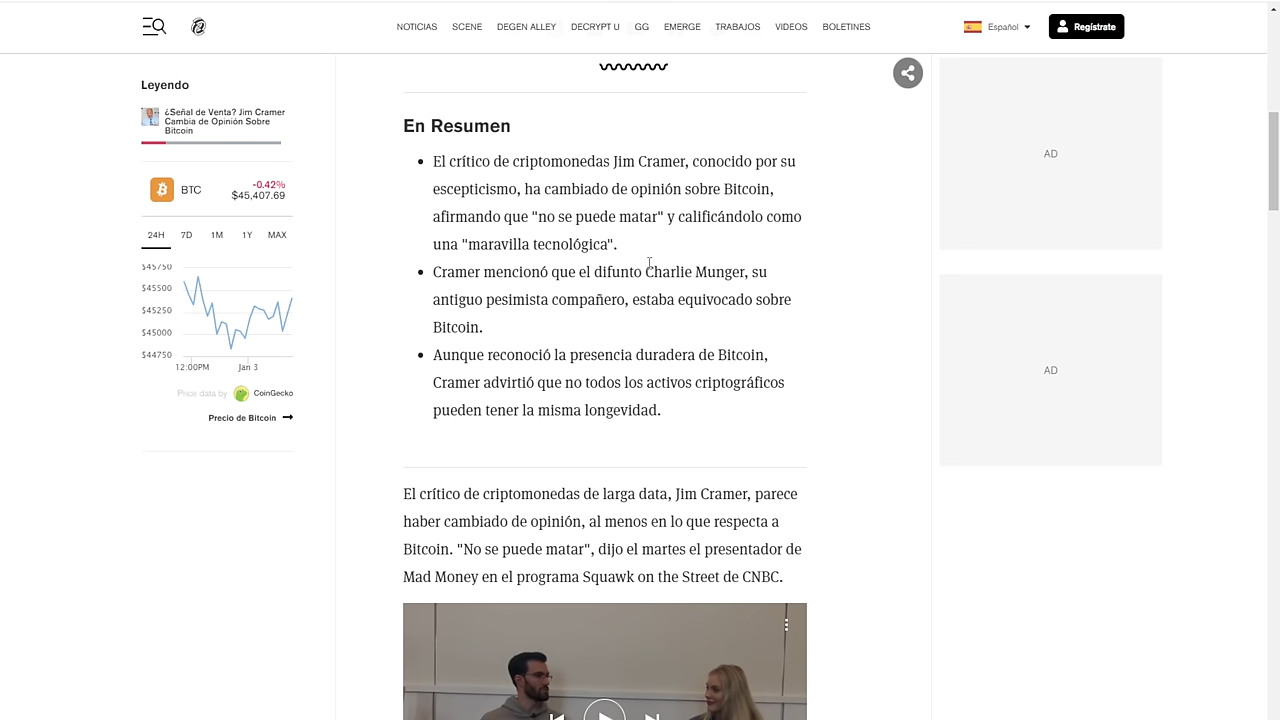 NOTICIAS SCENE DEGEN ALLEY DECRYPT U GG EMERGE TRABAJOS VIDEOS BOLETINES Español Regístrate
Leyendo
¿Señal de Venta? Jim Cramer
Cambia de Opinión Sobre
Bitcoin
BTC -0.42%
$45,407.69
24H 7D 1M 1Y MAX
$45750
$45500
$45250
$45000
$44750
12:00PM Jan 3
Price data by CoinGecko
Precio de Bitcoin
En Resumen
El crítico de criptomonedas Jim Cramer, conocido por su
escepticismo, ha cambiado de opinión sobre Bitcoin,
afirmando que "no se puede matar" y calificándolo como
una "maravilla tecnológica".
Cramer mencionó que el difunto Charlie Munger, su
antiguo pesimista compañero, estaba equivocado sobre
Bitcoin.
Aunque reconoció la presencia duradera de Bitcoin,
Cramer advirtió que no todos los activos criptográficos
pueden tener la misma longevidad.
El crítico de criptomonedas de larga data, Jim Cramer, parece
haber cambiado de opinión, al menos en lo que respecta a
Bitcoin. "No se puede matar", dijo el martes el presentador de
Mad Money en el programa Squawk on the Street de CNBC.
AD
AD